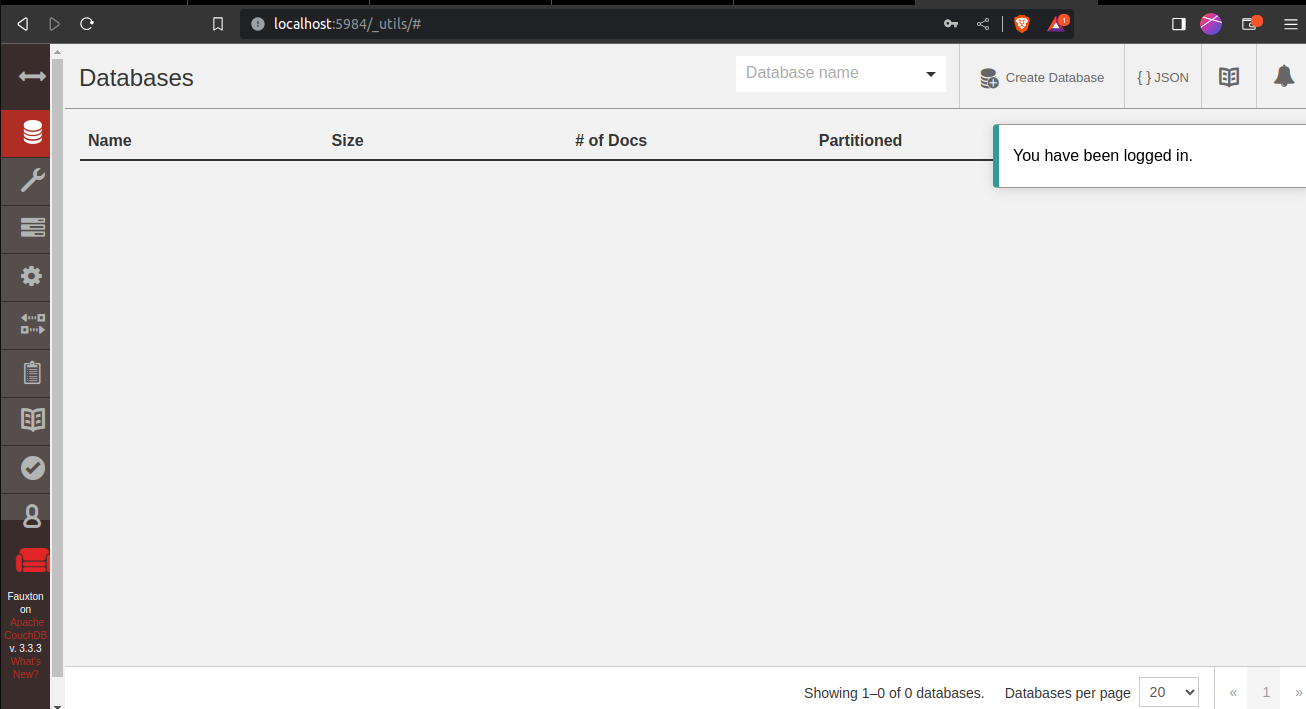 localhost:5984/_utils/#
1
Databases
Database name
Create Database
{ } JSON
Name
Size
# of Docs
Partitioned
You have been logged in.
Fauxton
on
Apache
CouchDB
v. 3.3.3
What's
New?
Showing 1–0 of 0 databases.
Databases per page
20
«
1
»